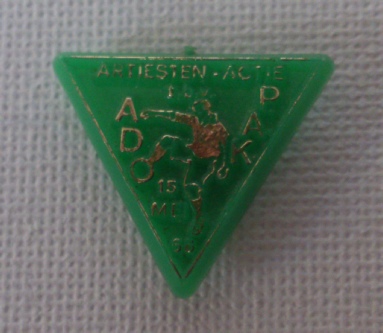 ARTIESTEN-ACTIE
t.b.v.
ADO
PAK
15
MEI